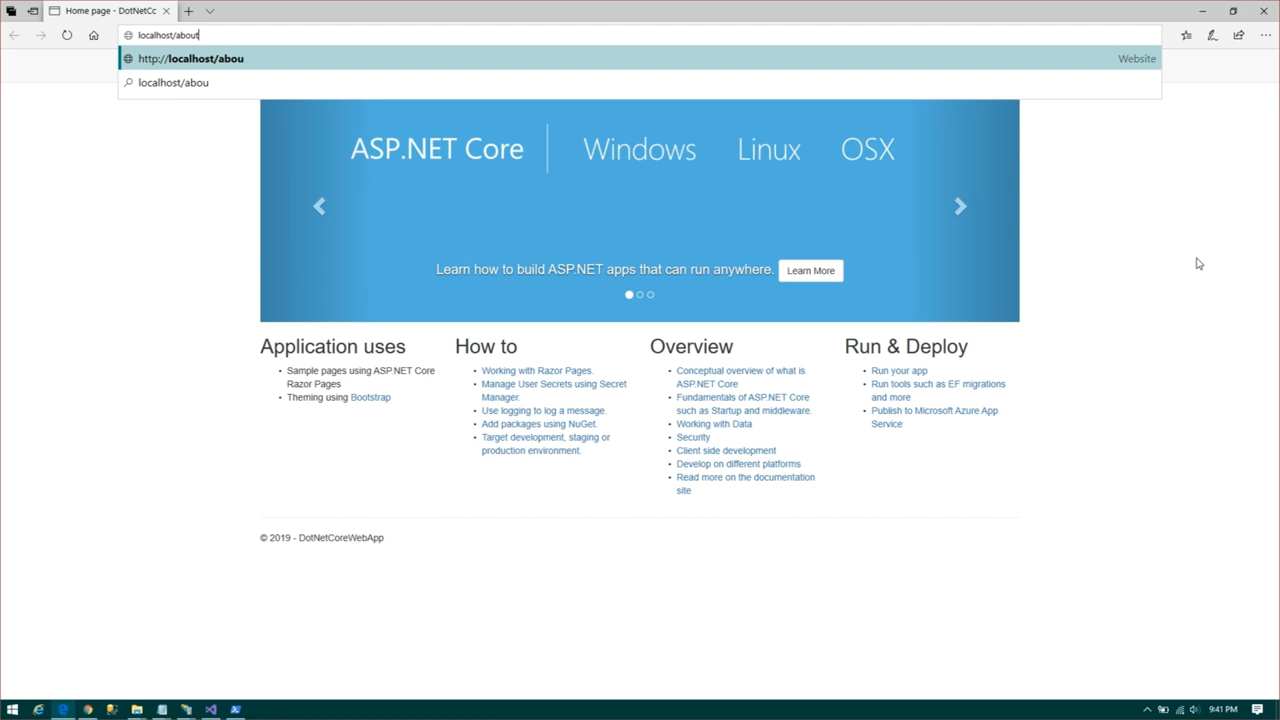 Home page - DotNetCc
localhost/about
http://localhost/abou Website
localhost/abou
ASP.NET Core Windows Linux OSX
Learn how to build ASP.NET apps that can run anywhere. Learn More
Application uses
Sample pages using ASP.NET Core
Razor Pages
Theming using Bootstrap
How to
Working with Razor Pages.
Manage User Secrets using Secret
Manager.
Use logging to log a message.
Add packages using NuGet.
Target development, staging or
production environment.
Overview
Conceptual overview of what is
ASP.NET Core
Fundamentals of ASP.NET Core
such as Startup and middleware.
Working with Data
Security
Client side development
Develop on different platforms
Read more on the documentation
site
Run & Deploy
Run your app
Run tools such as EF migrations
and more
Publish to Microsoft Azure App
Service
© 2019 - DotNetCoreWebApp
9:41 PM